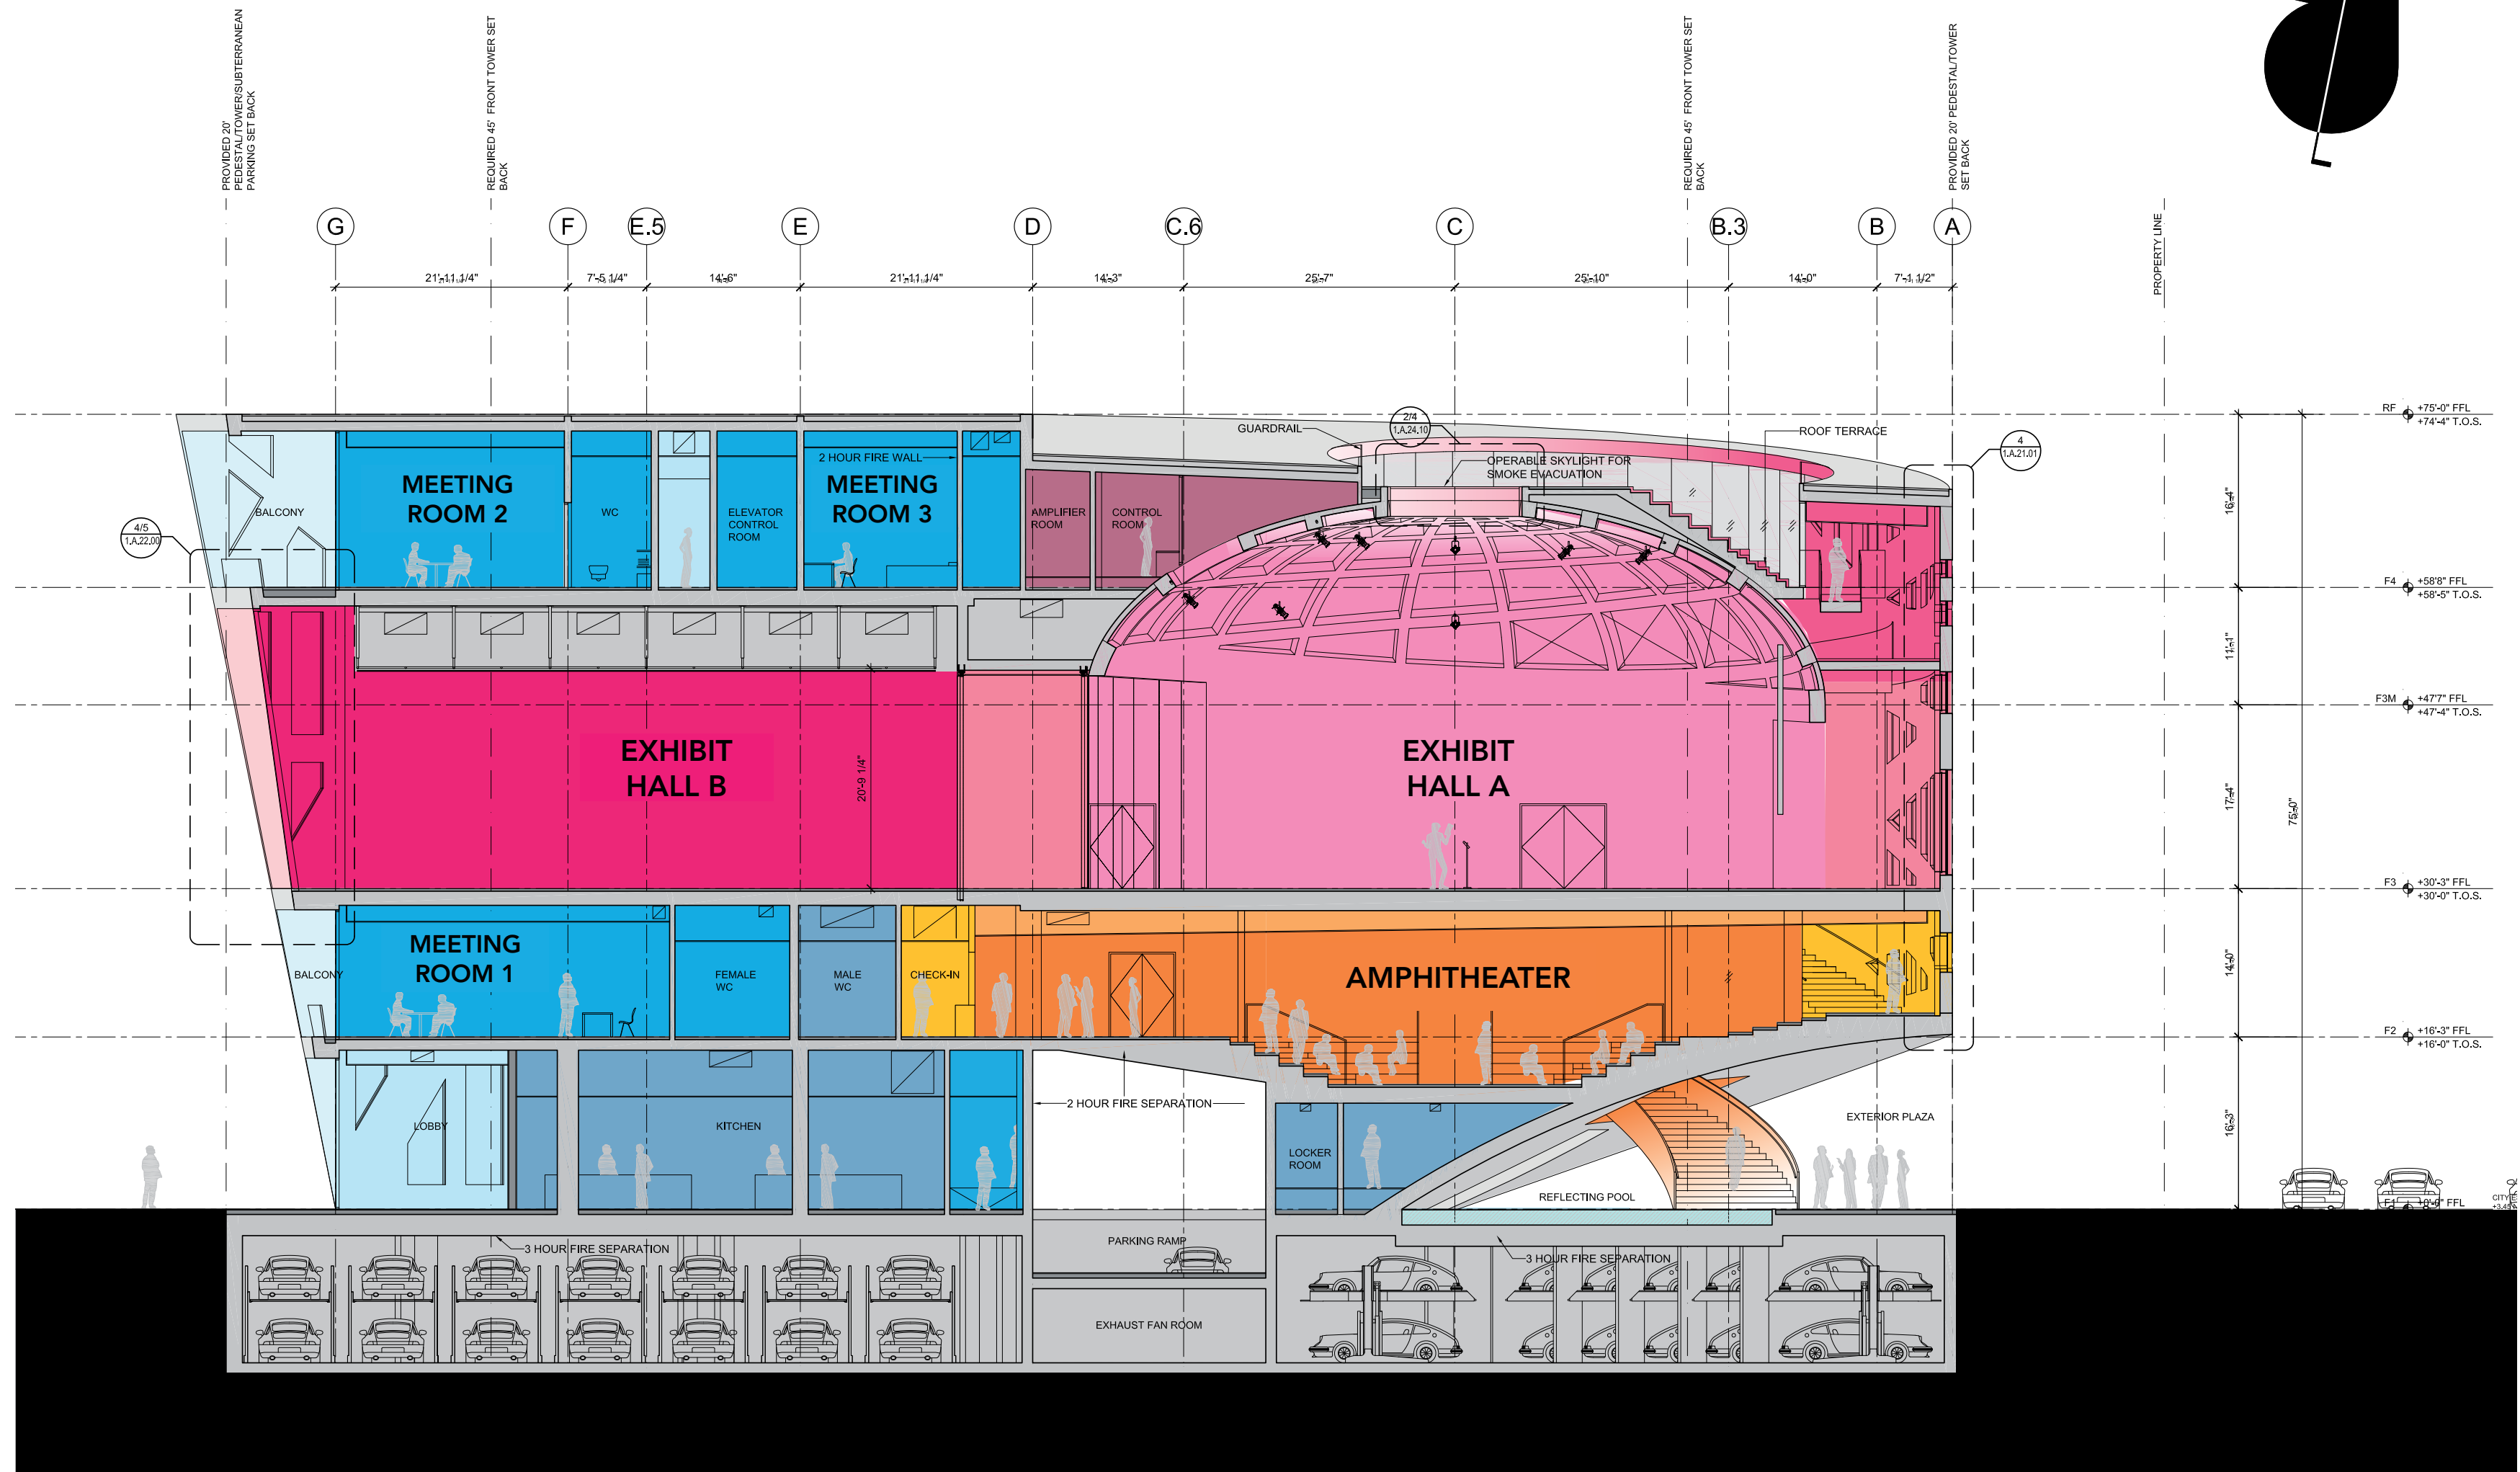 PROVIDED 20'
PEDESTAL/TOWER/SUBTERRANEAN
PARKING SET BACK
REQUIRED 45' FRONT TOWER SET
BACK
REQUIRED 45' FRONT TOWER SET
BACK
PROVIDED 20' PEDESTAL/TOWER
SET BACK
PROPERTY LINE
G
F
E.5
E
D
C.6
C
B.3
B
A
21'-11 1/4"
7'-5 1/4"
14'-6"
21'-11 1/4"
14'-3"
25'-7"
25'-10"
14'-0"
7'-1 1/2"
RF
+75'-0" FFL
+74'-4" T.O.S.
2/4
1.A.24.10
GUARDRAIL
ROOF TERRACE
4
1.A.21.01
2 HOUR FIRE WALL
OPERABLE SKYLIGHT FOR
SMOKE EVACUATION
MEETING
ROOM 2
MEETING
ROOM 3
BALCONY
WC
ELEVATOR
CONTROL
ROOM
AMPLIFIER
ROOM
CONTROL
ROOM
16'-4"
4/5
1.A.22.00
F4
+58'8" FFL
+58'-5" T.O.S.
11'-1"
F3M
+47'7" FFL
+47'-4" T.O.S.
EXHIBIT
HALL B
20'-9 1/4"
EXHIBIT
HALL A
17'-4"
75'-0"
F3
+30'-3" FFL
+30'-0" T.O.S.
MEETING
ROOM 1
BALCONY
FEMALE
WC
MALE
WC
CHECK-IN
AMPHITHEATER
14'-0"
F2
+16'-3" FFL
+16'-0" T.O.S.
2 HOUR FIRE SEPARATION
LOBBY
KITCHEN
LOCKER
ROOM
EXTERIOR PLAZA
16'-3"
REFLECTING POOL
F1
+0'-0" FFL
CITY
3 HOUR FIRE SEPARATION
PARKING RAMP
3 HOUR FIRE SEPARATION
EXHAUST FAN ROOM